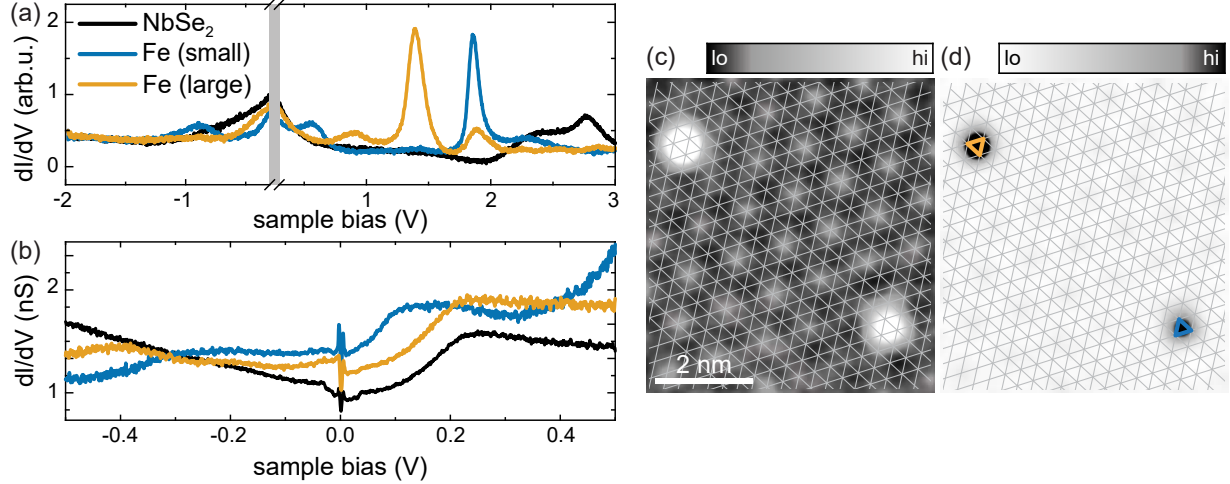 (a)
2
1
0
dI/dV (arb.u.)
NbSe₂
Fe (small)
Fe (large)
-2 -1 1 2 3
sample bias (V)
(b)
2
1
dI/dV (nS)
-0.4 -0.2 0.0 0.2 0.4
sample bias (V)
(c)
lo hi
2 nm
(d)
lo hi